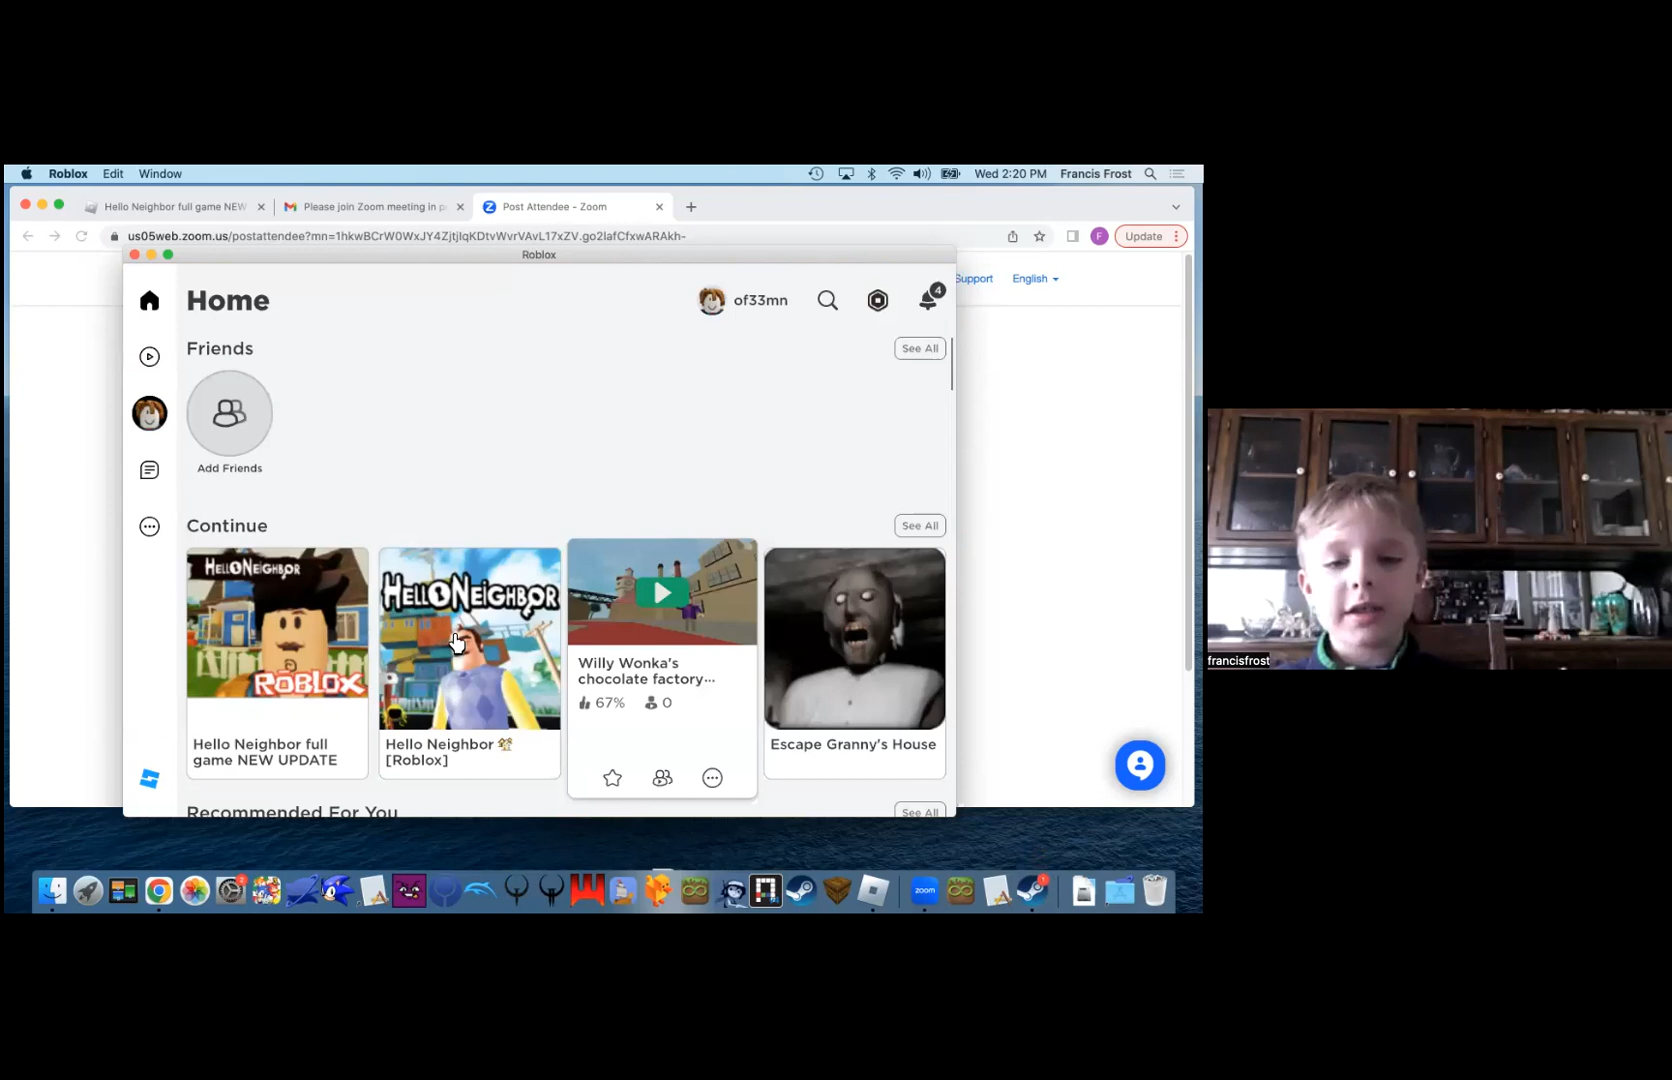 Roblox Edit Window Wed 2:20 PM Francis Frost
Hello Neighbor full game NEW Please join Zoom meeting in p Post Attendee - Zoom
us05web.zoom.us/postattendee?mn=1hkwBCrW0WxJY4ZjtjIqKDtvWvrVAvL17xZV.go2lafCfxwARAkh- F Update
Roblox
Support English
Home of33mn 4
Friends See All
Add Friends
Continue See All
HELLO NEIGHBOR
ROBLOX
HELLO NEIGHBOR
Hello Neighbor full
game NEW UPDATE
Hello Neighbor
[Roblox]
Willy Wonka's
chocolate factory...
67% 0
Escape Granny's House
Recommended For You See All
francisfrost
2
zoom
1